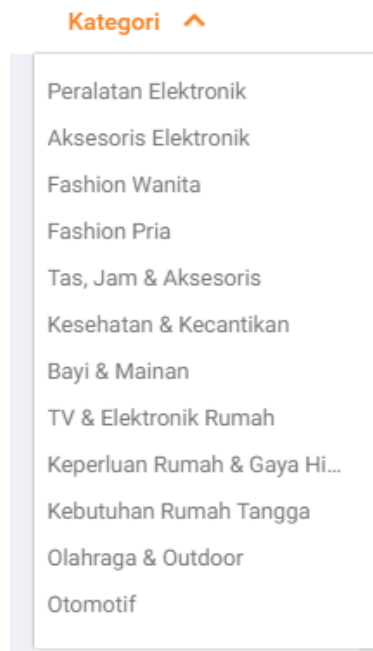 Kategori
Peralatan Elektronik
Aksesoris Elektronik
Fashion Wanita
Fashion Pria
Tas, Jam & Aksesoris
Kesehatan & Kecantikan
Bayi & Mainan
TV & Elektronik Rumah
Keperluan Rumah & Gaya Hi...
Kebutuhan Rumah Tangga
Olahraga & Outdoor
Otomotif